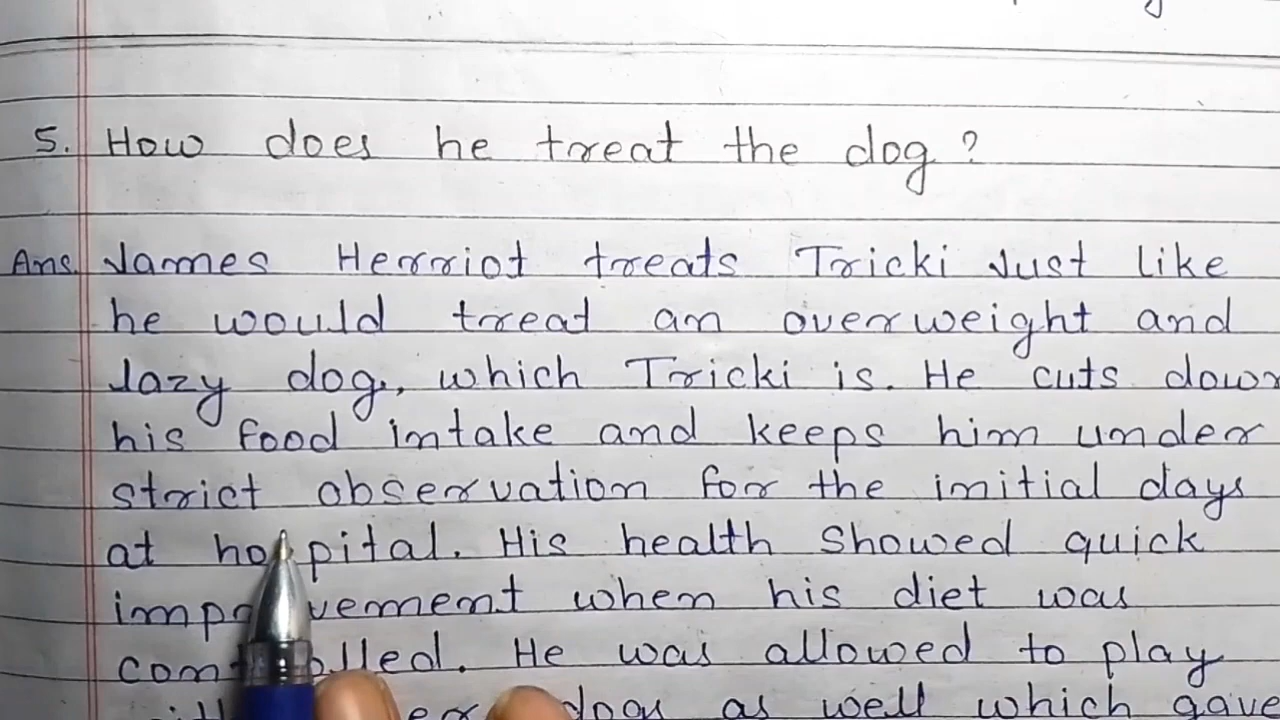 5. How does he treat the dog?
Ans. James Herriot treats Tricki Just like
he would treat an overweight and
lazy dog, which Tricki is. He cuts down
his food intake and keeps him under
strict observation for the initial days
at hospital. His health showed quick
improvement when his diet was
controlled. He was allowed to play
dogs as well which gave